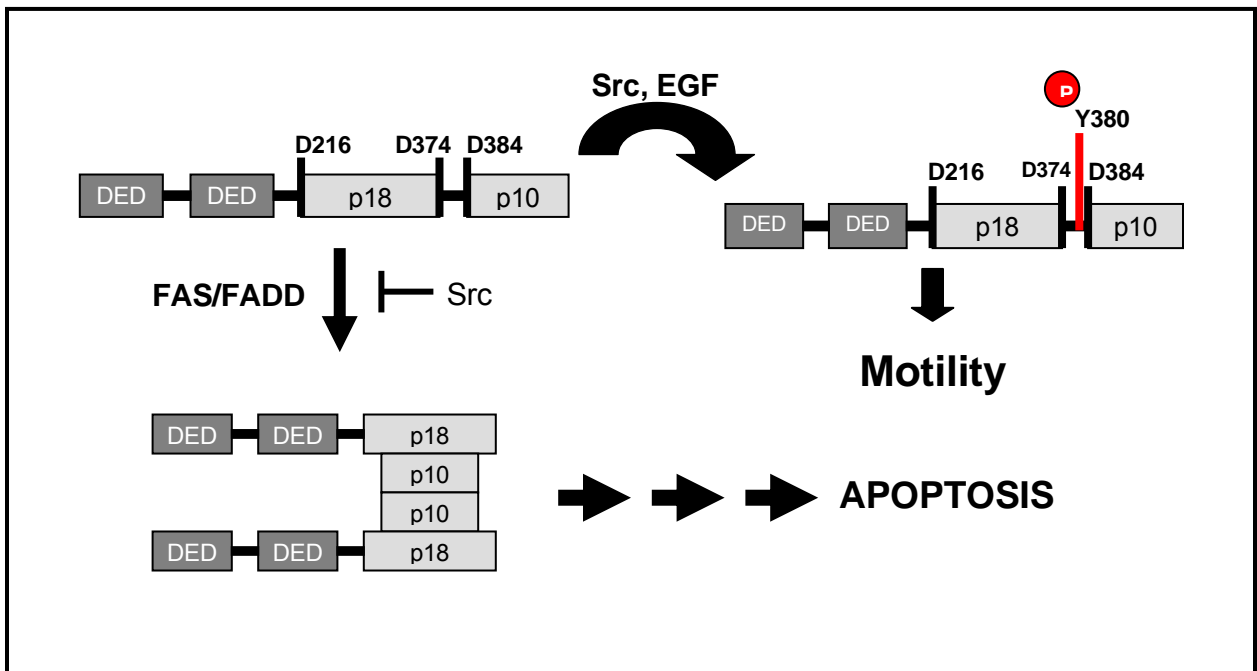 Src, EGF
P
Y380
D216 D374 D384
DED DED p18 p10
D216 D374 D384
DED DED p18 p10
FAS/FADD
Src
Motility
DED DED p18
p10
p10
DED DED p18
APOPTOSIS